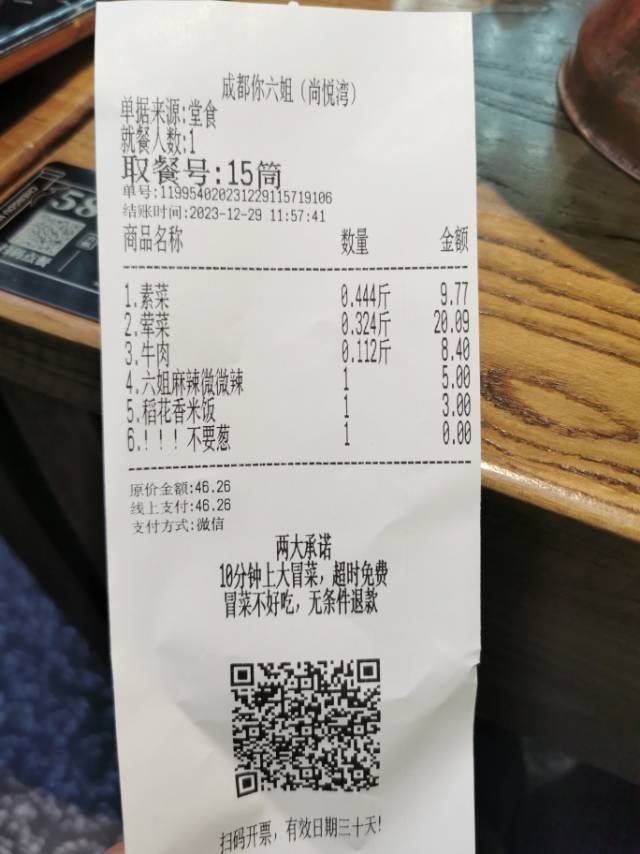 成都你六姐（尚悦湾）
单据来源:堂食
就餐人数:1
取餐号:15筒
单号:11995402023122911571​9106
结账时间:2023-12-29 11:57:41
商品名称 数量 金额
1.素菜 0.444斤 9.77
2.荤菜 0.324斤 20.09
3.牛肉 0.112斤 8.40
4.六姐麻辣微微辣 1 5.00
5.稻花香米饭 1 3.00
6.！！！不要葱 1 0.00
原价金额:46.26
线上支付:46.26
支付方式:微信
两大承诺
10分钟上大冒菜，超时免费
冒菜不好吃，无条件退款
扫码开票，有效日期三十天!
58